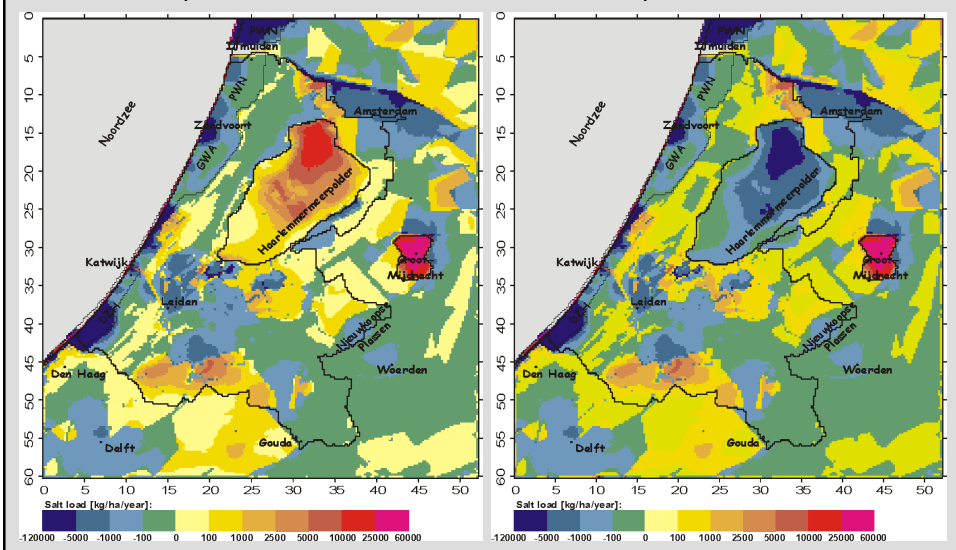 0 5 10 15 20 25 30 35 40 45 50 55 60
PWN
IJmuiden
PWN
Noordzee
Amsterdam
Zandvoort
GWA
Haarlemmermeerpolder
Katwijk
Groot
Mijdrecht
Leiden
DZH
Nieuwkoopse
Plassen
Den Haag
Woerden
Gouda
Delft
0 5 10 15 20 25 30 35 40 45 50
Salt load [kg/ha/year]:
-120000 -5000 -1000 -100 0 100 1000 2500 5000 10000 25000 60000
0 5 10 15 20 25 30 35 40 45 50 55 60
PWN
IJmuiden
PWN
Noordzee
Amsterdam
Zandvoort
GWA
Haarlemmermeerpolder
Katwijk
Groot
Mijdrecht
Leiden
DZH
Nieuwkoopse
Plassen
Den Haag
Woerden
Gouda
Delft
0 5 10 15 20 25 30 35 40 45 50
Salt load [kg/ha/year]:
-120000 -5000 -1000 -100 0 100 1000 2500 5000 10000 25000 60000